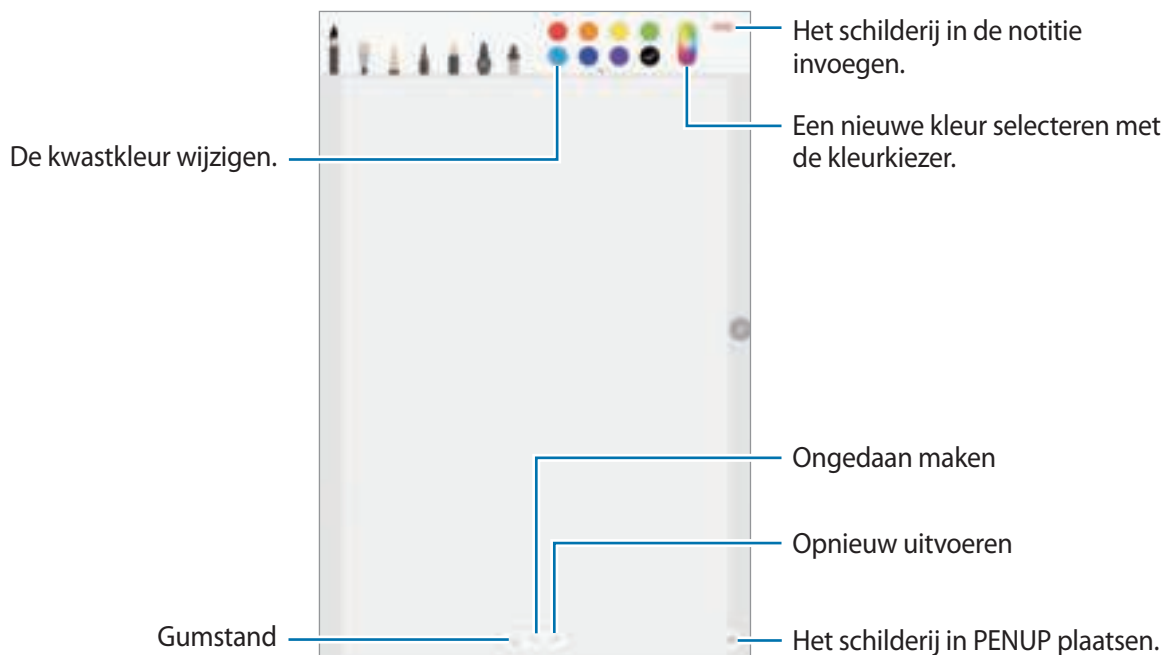 Het schilderij in de notitie
invoegen.
Een nieuwe kleur selecteren met
de kleurkiezer.
De kwastkleur wijzigen.
Ongedaan maken
Opnieuw uitvoeren
Gumstand
Het schilderij in PENUP plaatsen.